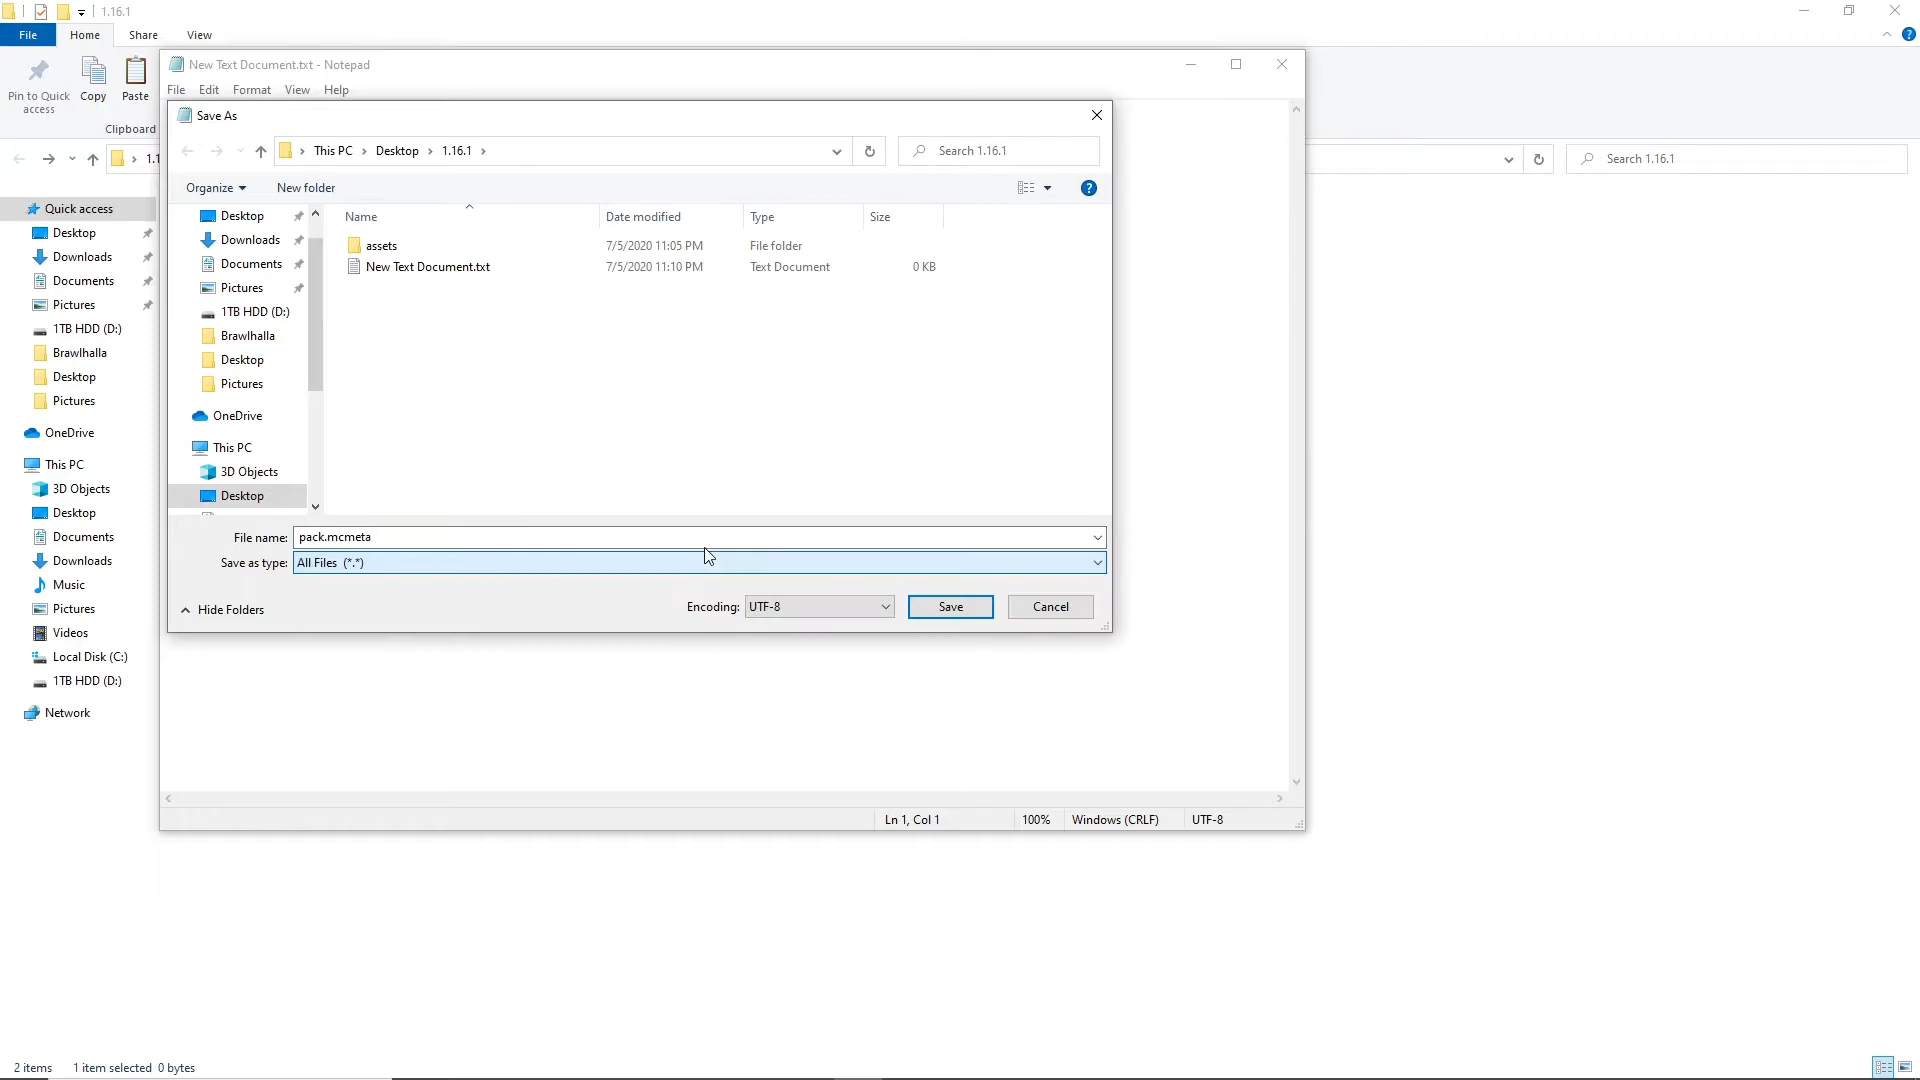 1.16.1
File Home Share View
New Text Document.txt - Notepad
File Edit Format View Help
Pin to Quick access
Copy
Paste
Clipboard
1.1
Search 1.16.1
Save As
This PC Desktop 1.16.1
Search 1.16.1
Organize New folder
Name Date modified Type Size
assets 7/5/2020 11:05 PM File folder
New Text Document.txt 7/5/2020 11:10 PM Text Document 0 KB
Desktop
Downloads
Documents
Pictures
1TB HDD (D:)
Brawlhalla
Desktop
Pictures
OneDrive
This PC
3D Objects
Desktop
File name: pack.mcmeta
Save as type: All Files (*.*)
Hide Folders
Encoding: UTF-8 Save Cancel
Quick access
Desktop
Downloads
Documents
Pictures
1TB HDD (D:)
Brawlhalla
Desktop
Pictures
OneDrive
This PC
3D Objects
Desktop
Documents
Downloads
Music
Pictures
Videos
Local Disk (C:)
1TB HDD (D:)
Network
Ln 1, Col 1 100% Windows (CRLF) UTF-8
2 items 1 item selected 0 bytes